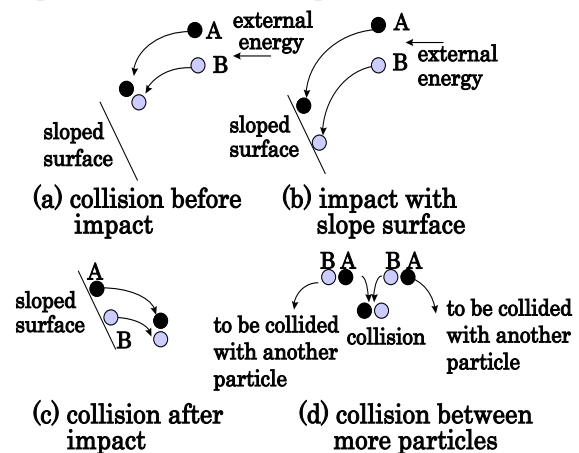 A
external
energy
B
sloped
surface
(a) collision before
impact
A
B
external
energy
sloped
surface
(b) impact with
slope surface
A
sloped
surface
B
(c) collision after
impact
B A
B A
to be collided
with another
particle
collision
to be collided
with another
particle
(d) collision between
more particles